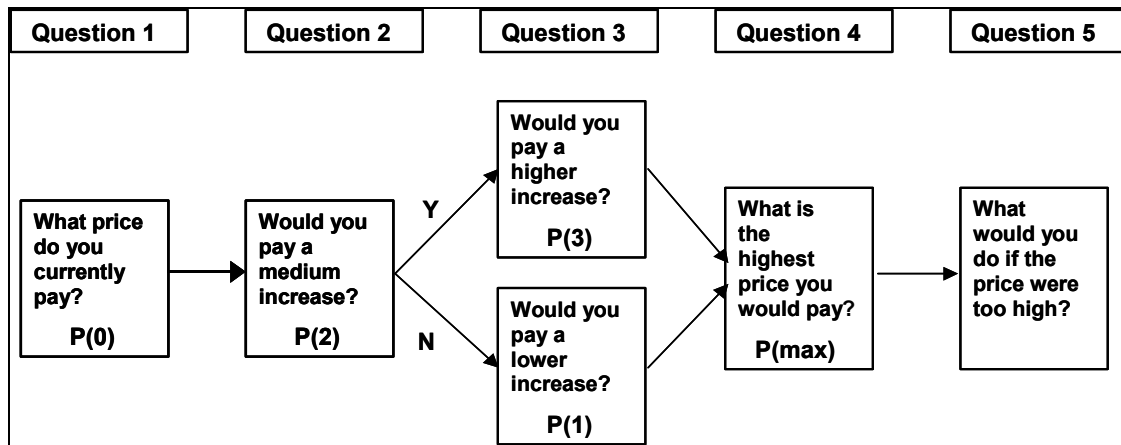 Question 1
Question 2
Question 3
Question 4
Question 5
What price
do you
currently
pay?
P(0)
Would you
pay a
medium
increase?
P(2)
Y
N
Would you
pay a
higher
increase?
P(3)
Would you
pay a
lower
increase?
P(1)
What is
the
highest
price you
would pay?
P(max)
What
would you
do if the
price were
too high?